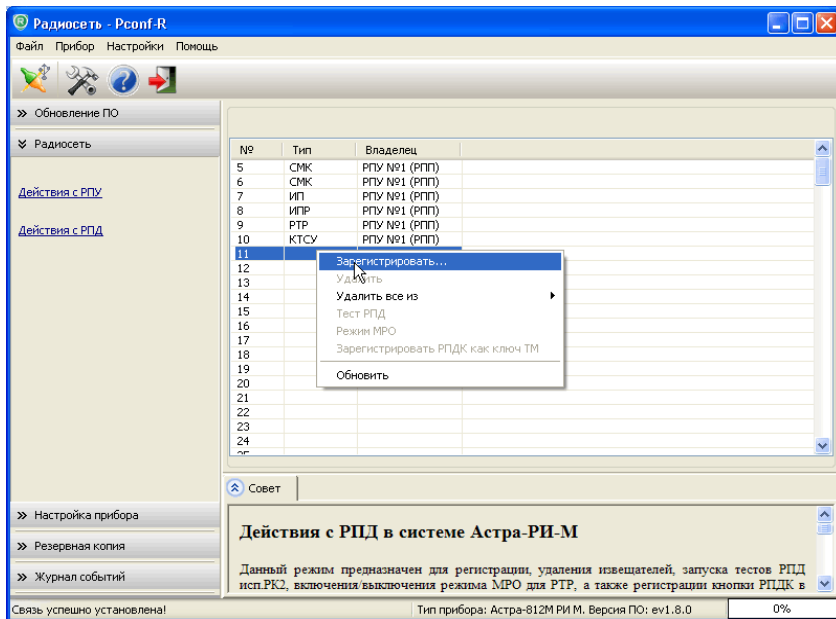 Радиосеть - Pconf-R
Файл Прибор Настройки Помощь
Обновление ПО
Радиосеть
Действия с РПУ
Действия с РПД
Настройка прибора
Резервная копия
Журнал событий
№ Тип Владелец
5 СМК РПУ №1 (РПП)
6 СМК РПУ №1 (РПП)
7 ИП РПУ №1 (РПП)
8 ИПР РПУ №1 (РПП)
9 РТР РПУ №1 (РПП)
10 КТСУ РПУ №1 (РПП)
11
12
13
14
15
16
17
18
19
20
21
22
23
24
25
Зарегистрировать...
Удалить
Удалить все из
Тест РПД
Режим МРО
Зарегистрировать РПДК как ключ ТМ
Обновить
Совет
Действия с РПД в системе Астра-РИ-М
Данный режим предназначен для регистрации, удаления извещателей, запуска тестов РПД
исп.РК2, включения/выключения режима МРО для РТР, а также регистрации кнопки РПДК в
Связь успешно установлена!
Тип прибора: Астра-812М РИ М. Версия ПО: ev1.8.0
0%